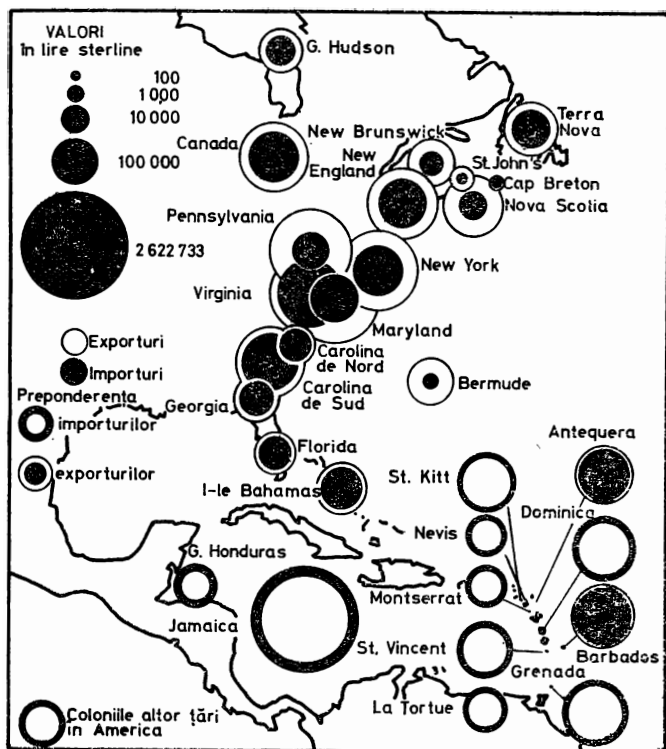 VALORI
în lire sterline
100
1 000
10 000
100 000
2 622 733
Exporturi
Importuri
Preponderența
importurilor
exporturilor
G. Hudson
Canada
New Brunswick
New
England
Terra
Nova
St. John's
Cap Breton
Nova Scotia
Pennsylvania
New York
Virginia
Maryland
Carolina
de Nord
Carolina
de Sud
Georgia
Bermude
Florida
I-le Bahamas
Antequera
St. Kitt
Dominica
Nevis
G. Honduras
Montserrat
Jamaica
St. Vincent
Barbados
Grenada
La Tortue
Coloniile altor țări
în America